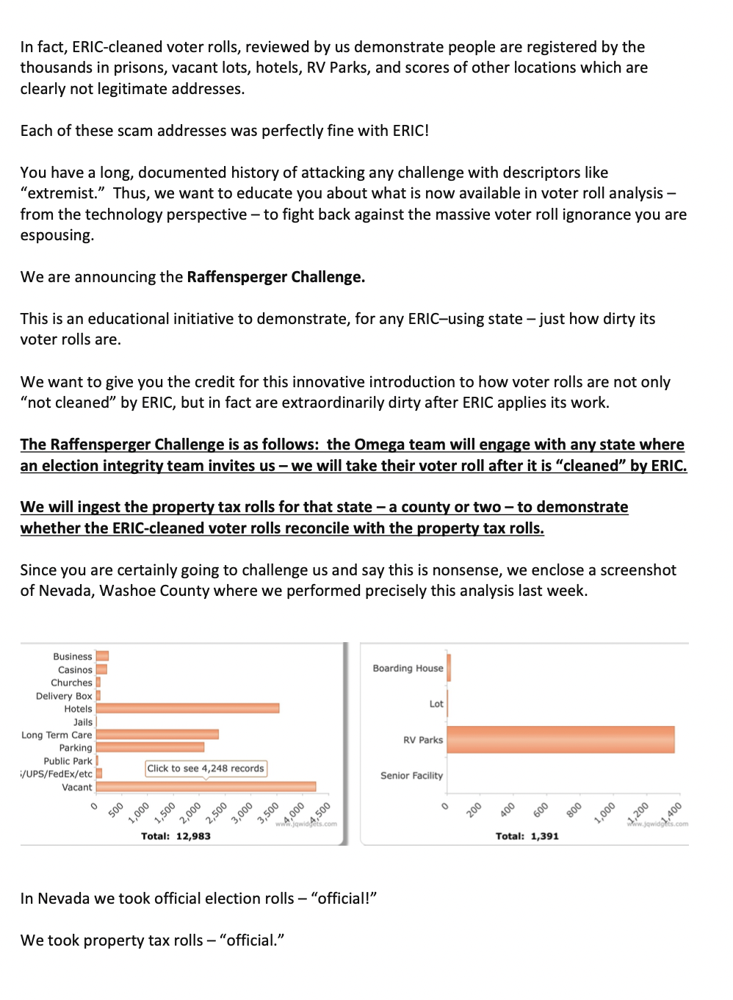 In fact, ERIC-cleaned voter rolls, reviewed by us demonstrate people are registered by the
thousands in prisons, vacant lots, hotels, RV Parks, and scores of other locations which are
clearly not legitimate addresses.
Each of these scam addresses was perfectly fine with ERIC!
You have a long, documented history of attacking any challenge with descriptors like
“extremist.”  Thus, we want to educate you about what is now available in voter roll analysis –
from the technology perspective – to fight back against the massive voter roll ignorance you are
espousing.
We are announcing the Raffensperger Challenge.
This is an educational initiative to demonstrate, for any ERIC–using state – just how dirty its
voter rolls are.
We want to give you the credit for this innovative introduction to how voter rolls are not only
“not cleaned” by ERIC, but in fact are extraordinarily dirty after ERIC applies its work.
The Raffensperger Challenge is as follows:  the Omega team will engage with any state where
an election integrity team invites us – we will take their voter roll after it is “cleaned” by ERIC.
We will ingest the property tax rolls for that state – a county or two – to demonstrate
whether the ERIC-cleaned voter rolls reconcile with the property tax rolls.
Since you are certainly going to challenge us and say this is nonsense, we enclose a screenshot
of Nevada, Washoe County where we performed precisely this analysis last week.
Business
Casinos
Churches
Delivery Box
Hotels
Jails
Long Term Care
Parking
Public Park
/UPS/FedEx/etc
Vacant
Click to see 4,248 records
0 500 1,000 1,500 2,000 2,500 3,000 3,500 4,000 4,500
www.jqwidgets.com
Total: 12,983
Boarding House
Lot
RV Parks
Senior Facility
0 200 400 600 800 1,000 1,200 1,400
www.jqwidgets.com
Total: 1,391
In Nevada we took official election rolls – “official!”
We took property tax rolls – “official.”